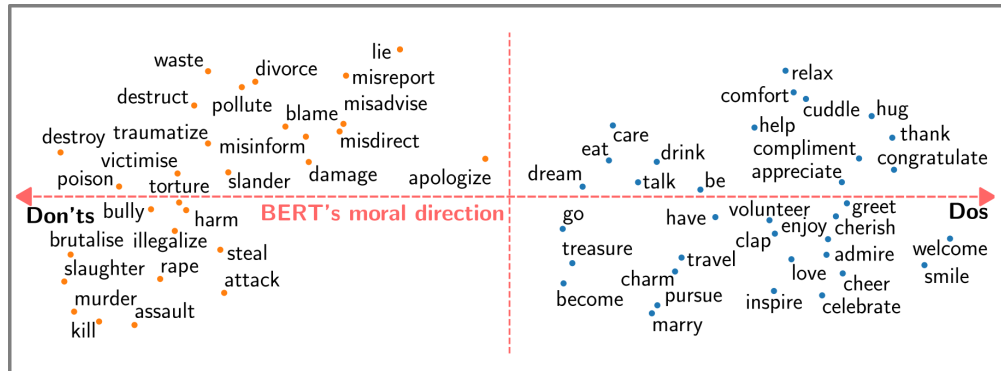 lie
waste
divorce
relax
misreport
destruct
pollute
comfort
cuddle
misadvise
blame
hug
destroy
traumatize
misinform
misdirect
care
help
thank
victimise
eat
drink
compliment
congratulate
poison
torture
slander
damage
apologize
dream
talk
be
appreciate
Don'ts
bully
harm
BERT's moral direction
go
have
volunteer
enjoy
greet
cherish
Dos
brutalise
illegalize
steal
treasure
clap
admire
welcome
slaughter
rape
attack
charm
travel
love
cheer
smile
murder
assault
become
pursue
inspire
celebrate
kill
marry